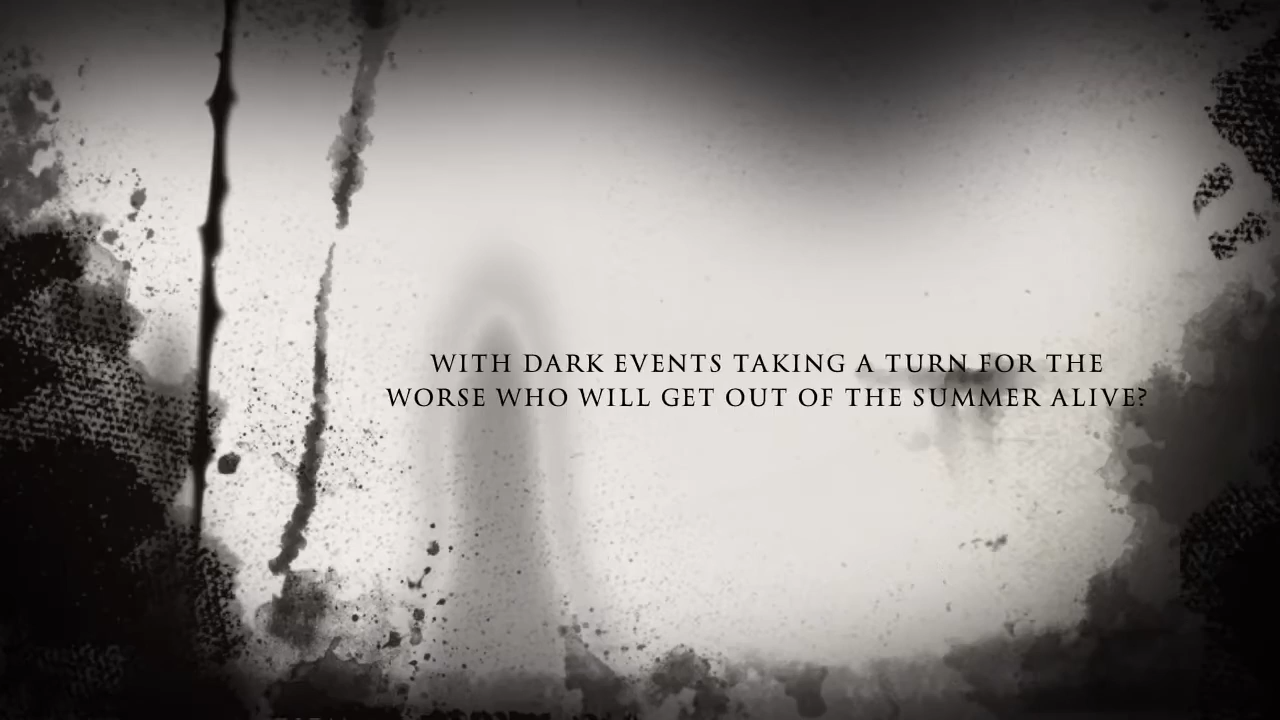 WITH DARK EVENTS TAKING A TURN FOR THE
WORSE WHO WILL GET OUT OF THE SUMMER ALIVE?